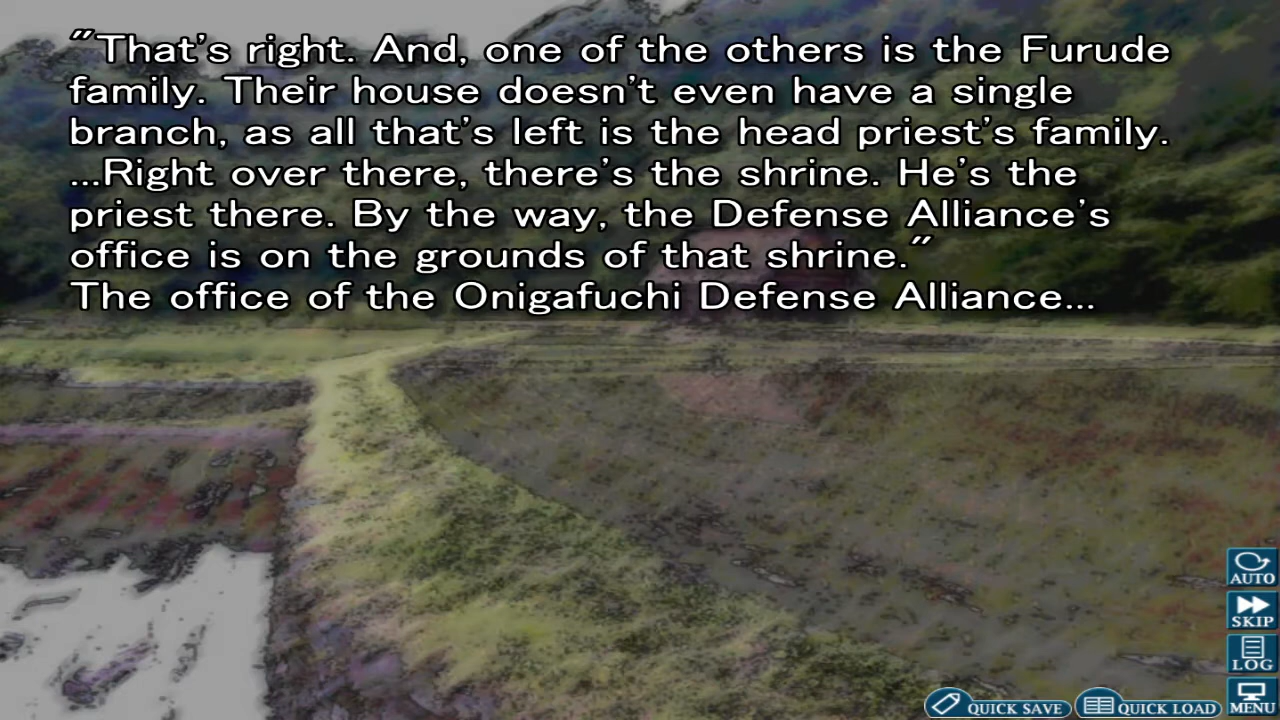 "That's right. And, one of the others is the Furude
family. Their house doesn't even have a single
branch, as all that's left is the head priest's family.
...Right over there, there's the shrine. He's the
priest there. By the way, the Defense Alliance's
office is on the grounds of that shrine."
The office of the Onigafuchi Defense Alliance...
AUTO
SKIP
LOG
QUICK SAVE
QUICK LOAD
MENU